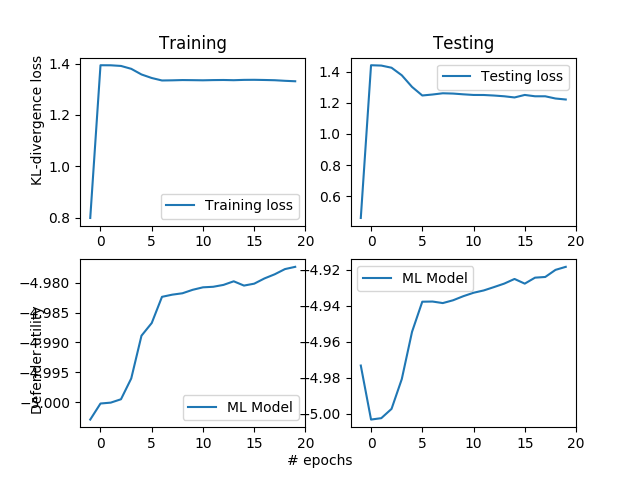 Training
Testing
KL-divergence loss
1.4
1.2
1.0
0.8
Training loss
0 5 10 15 20
1.4
1.2
1.0
0.8
0.6
Testing loss
0 5 10 15 20
Defender utility
−4.980
−4.985
−4.990
−4.995
−5.000
ML Model
0 5 10 15 20
−4.92
−4.94
−4.96
−4.98
−5.00
ML Model
0 5 10 15 20
# epochs